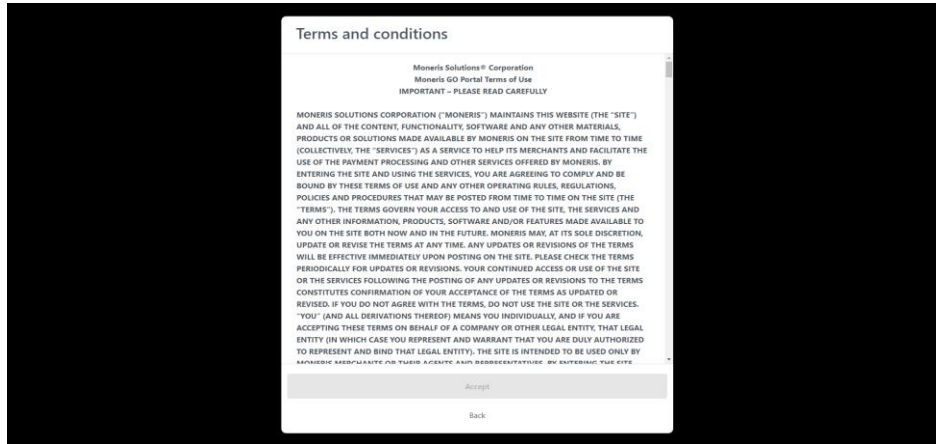 Terms and conditions
Moneris Solutions® Corporation
Moneris GO Portal Terms of Use
IMPORTANT – PLEASE READ CAREFULLY
MONERIS SOLUTIONS CORPORATION ("MONERIS") MAINTAINS THIS WEBSITE (THE "SITE")
AND ALL OF THE CONTENT, FUNCTIONALITY, SOFTWARE AND ANY OTHER MATERIALS,
PRODUCTS OR SOLUTIONS MADE AVAILABLE BY MONERIS ON THE SITE FROM TIME TO TIME
(COLLECTIVELY, THE "SERVICES") AS A SERVICE TO HELP ITS MERCHANTS AND FACILITATE THE
USE OF THE PAYMENT PROCESSING AND OTHER SERVICES OFFERED BY MONERIS. BY
ENTERING THE SITE AND USING THE SERVICES, YOU ARE AGREEING TO COMPLY AND BE
BOUND BY THESE TERMS OF USE AND ANY OTHER OPERATING RULES, REGULATIONS,
POLICIES AND PROCEDURES THAT MAY BE POSTED FROM TIME TO TIME ON THE SITE (THE
"TERMS"). THE TERMS GOVERN YOUR ACCESS TO AND USE OF THE SITE, THE SERVICES AND
ANY OTHER INFORMATION, PRODUCTS, SOFTWARE AND/OR FEATURES MADE AVAILABLE TO
YOU ON THE SITE BOTH NOW AND IN THE FUTURE. MONERIS MAY, AT ITS SOLE DISCRETION,
UPDATE OR REVISE THE TERMS AT ANY TIME. ANY UPDATES OR REVISIONS OF THE TERMS
WILL BE EFFECTIVE IMMEDIATELY UPON POSTING ON THE SITE. PLEASE CHECK THE TERMS
PERIODICALLY FOR UPDATES OR REVISIONS. YOUR CONTINUED ACCESS OR USE OF THE SITE
OR THE SERVICES FOLLOWING THE POSTING OF ANY UPDATES OR REVISIONS TO THE TERMS
CONSTITUTES CONFIRMATION OF YOUR ACCEPTANCE OF THE TERMS AS UPDATED OR
REVISED. IF YOU DO NOT AGREE WITH THE TERMS, DO NOT USE THE SITE OR THE SERVICES.
"YOU" (AND ALL DERIVATIONS THEREOF) MEANS YOU INDIVIDUALLY, AND IF YOU ARE
ACCEPTING THESE TERMS ON BEHALF OF A COMPANY OR OTHER LEGAL ENTITY, THAT LEGAL
ENTITY (IN WHICH CASE YOU REPRESENT AND WARRANT THAT YOU ARE DULY AUTHORIZED
TO REPRESENT AND BIND THAT LEGAL ENTITY). THE SITE IS INTENDED TO BE USED ONLY BY
MONERIS MERCHANTS OR THEIR AGENTS AND REPRESENTATIVES. BY ENTERING THE SITE
Accept
Back